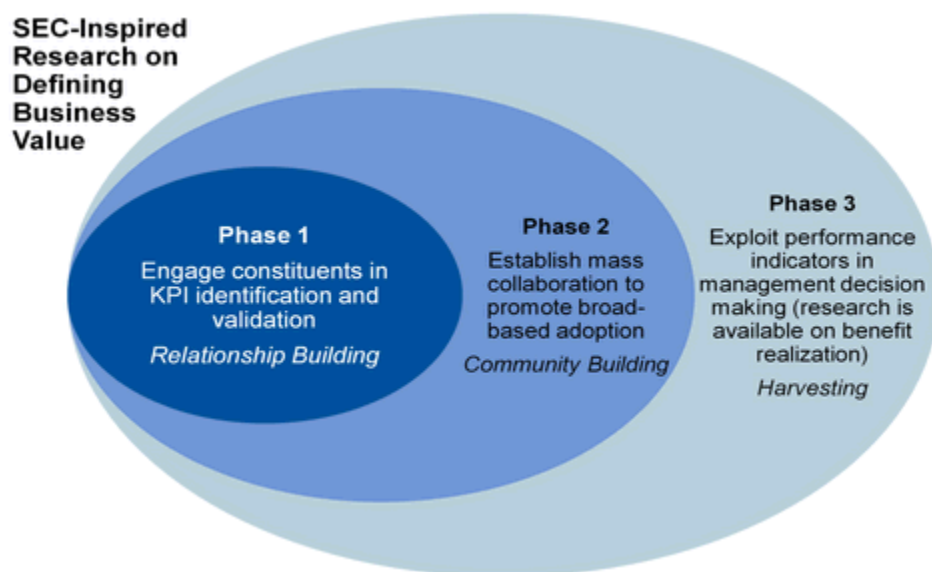 SEC-Inspired
Research on
Defining
Business
Value
Phase 1
Engage constituents in
KPI identification and
validation
Relationship Building
Phase 2
Establish mass
collaboration to
promote broad-
based adoption
Community Building
Phase 3
Exploit performance
indicators in
management decision
making (research is
available on benefit
realization)
Harvesting